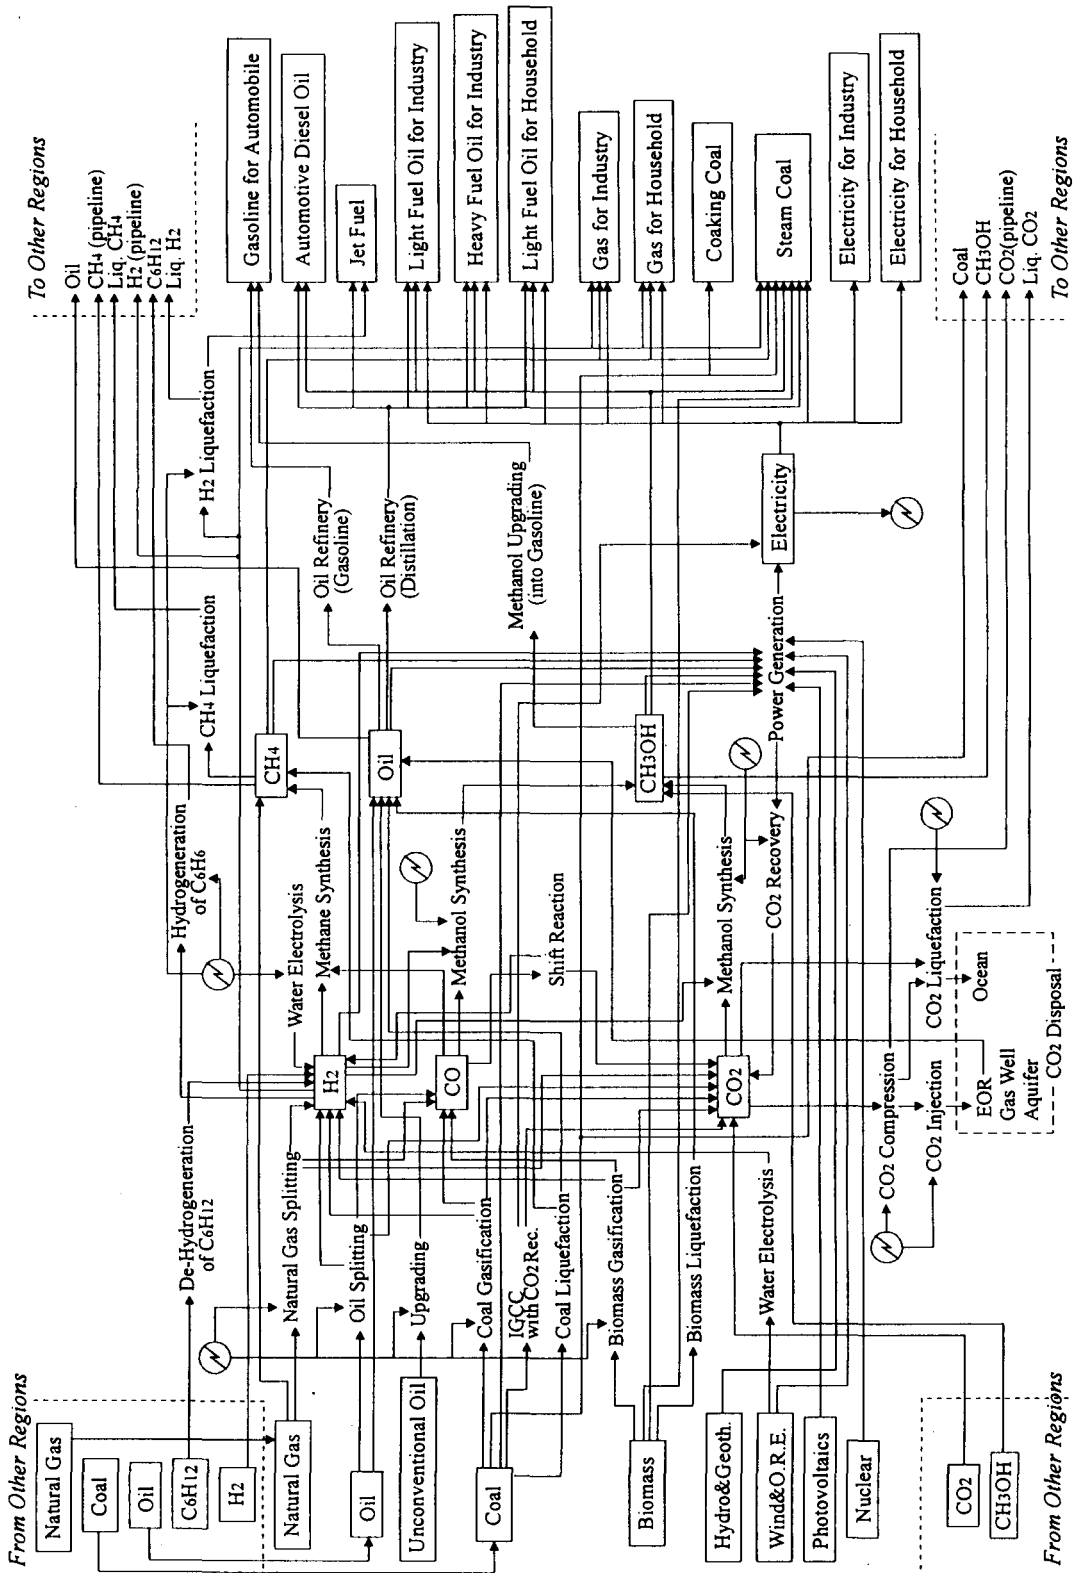 From Other Regions
Natural Gas
Coal
Oil
C6H12
H2
Natural Gas
Oil
Unconventional Oil
Coal
Biomass
Hydro&Geoth.
Wind&O.R.E.
Photovoltaics
Nuclear
CO2
CH3OH
From Other Regions
De-Hydrogeneration
of C6H12
Natural Gas Splitting
Oil Splitting
Upgrading
Coal Gasification
IGCC
with CO2 Rec.
Coal Liquefaction
Biomass Gasification
Biomass Liquefaction
Water Electrolysis
CO2 Compression
CO2 Injection
Hydrogeneration
of C6H6
Water Electrolysis
Methane Synthesis
H2
CO
Methanol Synthesis
Shift Reaction
CO2
Methanol Synthesis
CO2 Recovery
CO2 Liquefaction
EOR
Gas Well
Aquifer
Ocean
CO2 Disposal
CH4 Liquefaction
CH4
Oil
CH3OH
Power Generation
H2 Liquefaction
Oil Refinery
(Gasoline)
Oil Refinery
(Distillation)
Methanol Upgrading
(into Gasoline)
Electricity
To Other Regions
Oil
CH4 (pipeline)
Liq. CH4
H2 (pipeline)
C6H12
Liq. H2
Gasoline for Automobile
Automotive Diesel Oil
Jet Fuel
Light Fuel Oil for Industry
Heavy Fuel Oil for Industry
Light Fuel Oil for Household
Gas for Industry
Gas for Household
Coaking Coal
Steam Coal
Electricity for Industry
Electricity for Household
Coal
CH3OH
CO2(pipeline)
Liq. CO2
To Other Regions